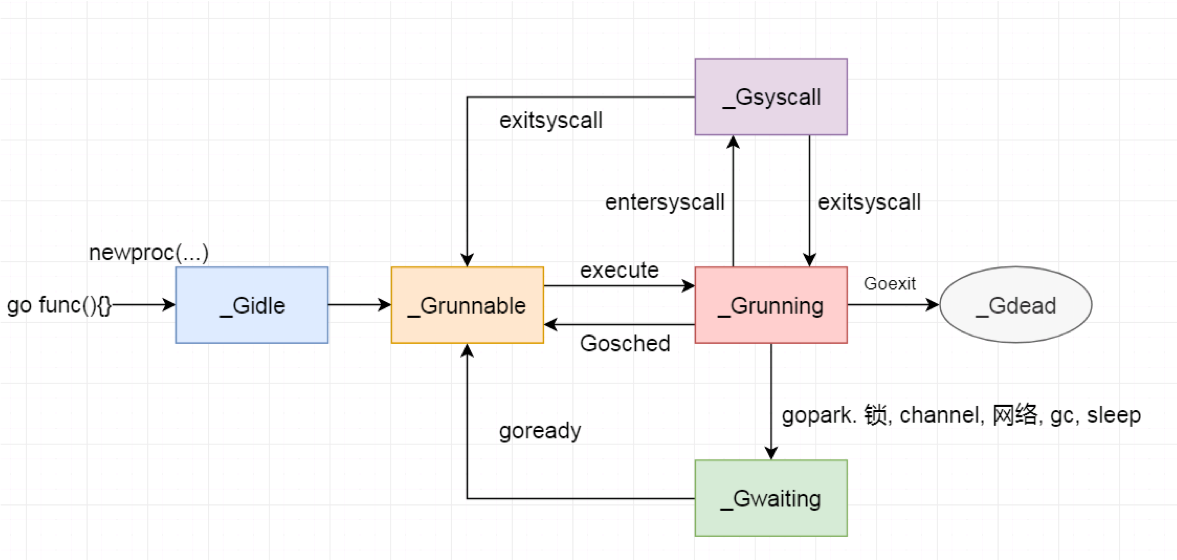 _Gsyscall
exitsyscall
entersyscall
exitsyscall
newproc(...)
go func(){}
_Gidle
_Grunnable
execute
Gosched
_Grunning
Goexit
_Gdead
goready
gopark. 锁, channel, 网络, gc, sleep
_Gwaiting